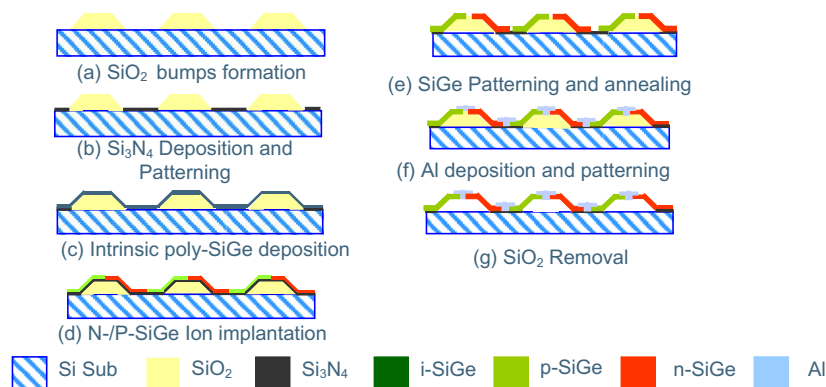 (a) SiO₂ bumps formation
(b) Si₃N₄ Deposition and
Patterning
(c) Intrinsic poly-SiGe deposition
(d) N-/P-SiGe Ion implantation
(e) SiGe Patterning and annealing
(f) Al deposition and patterning
(g) SiO₂ Removal
Si Sub SiO₂ Si₃N₄ i-SiGe p-SiGe n-SiGe Al